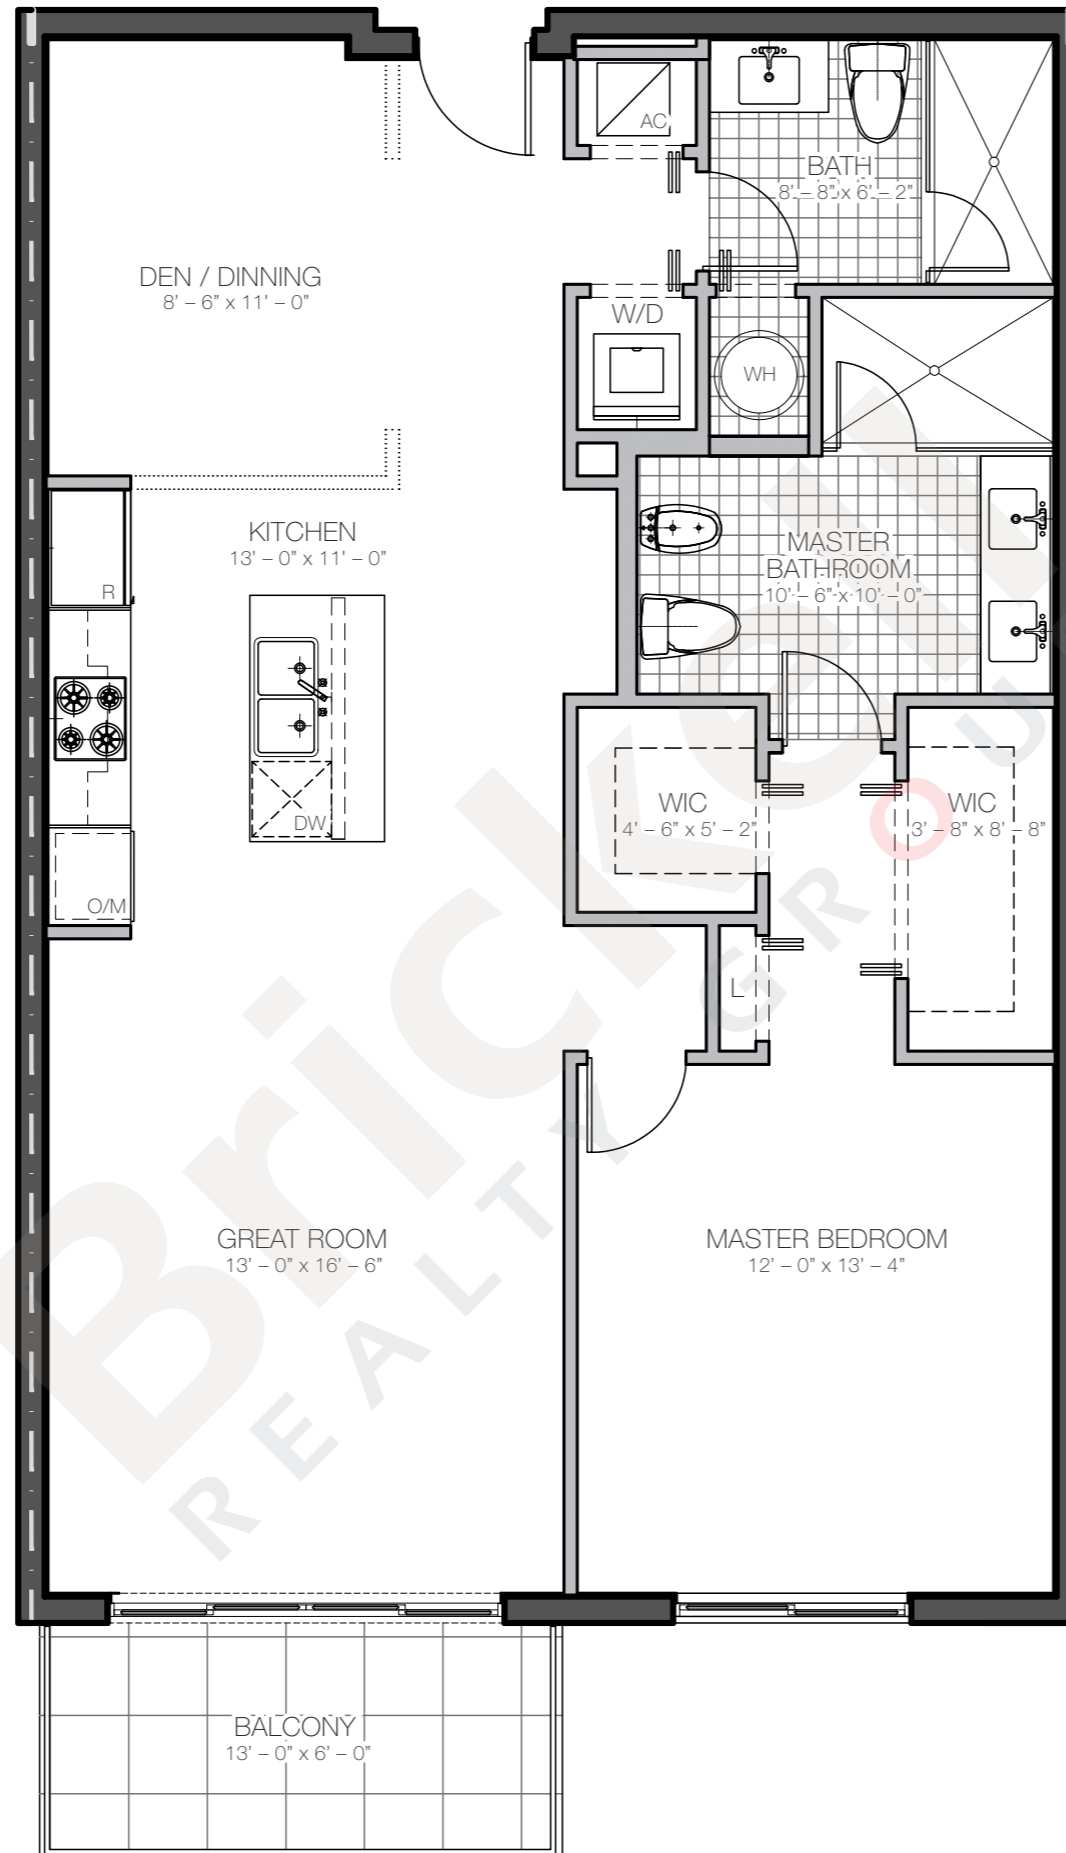 AC
BATH
8' – 8" x 6' – 2"
DEN / DINNING
8' – 6" x 11' – 0"
W/D
WH
KITCHEN
13' – 0" x 11' – 0"
R
MASTER
BATHROOM
10' – 6" x 10' – 0"
DW
WIC
4' – 6" x 5' – 2"
WIC
3' – 8" x 8' – 8"
O/M
L
GREAT ROOM
13' – 0" x 16' – 6"
MASTER BEDROOM
12' – 0" x 13' – 4"
BALCONY
13' – 0" x 6' – 0"
Brickell
REALTY GROUP